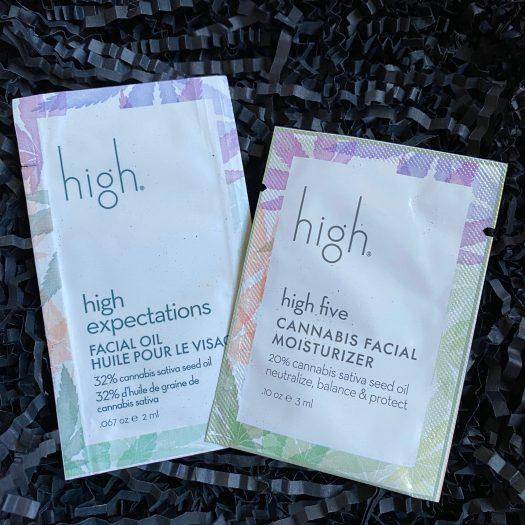 high®
high
expectations
FACIAL OIL
HUILE POUR LE
32% cannabis sativa seed oil
32% d'huile de graine de
cannabis sativa
.067 oz e 2 ml
high®
high five
CANNABIS FACIAL
MOISTURIZER
20% cannabis sativa seed oil
neutralize, balance & protect
.10 oz e 3 ml